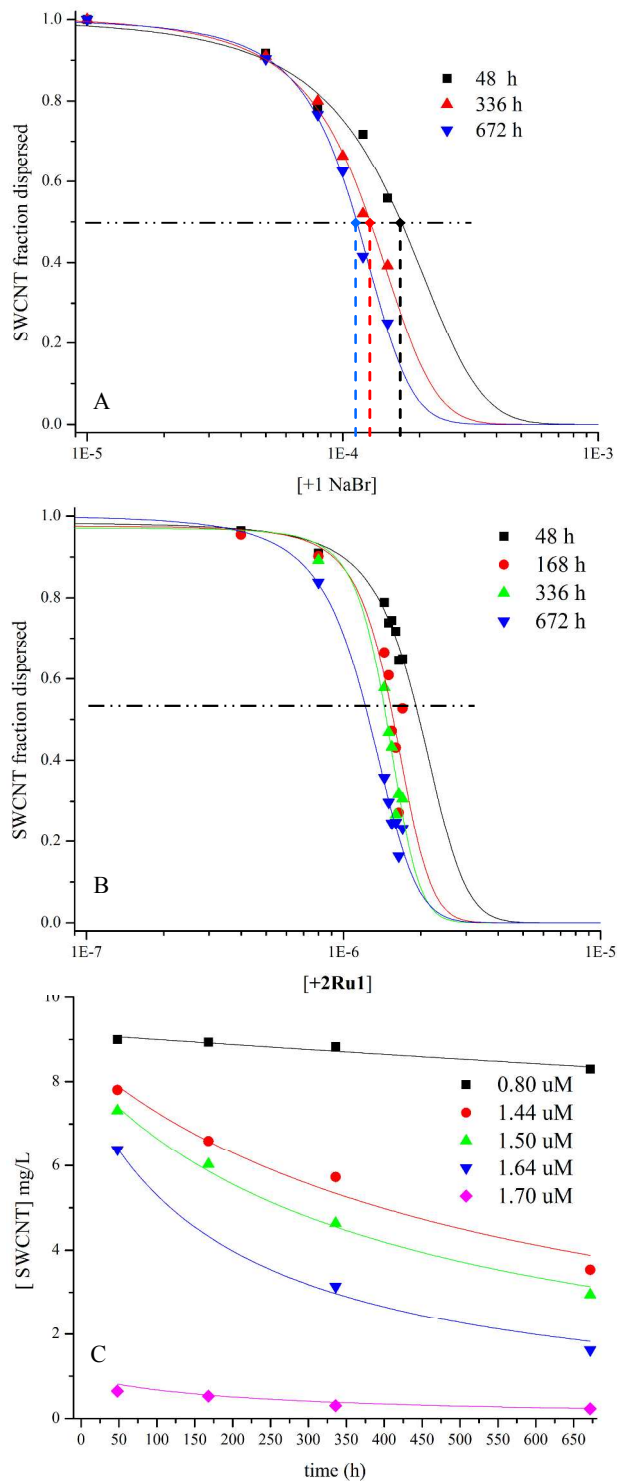 1.0
0.8
0.6
0.4
0.2
0.0
SWCNT fraction dispersed
48 h
336 h
672 h
A
1E-5
1E-4
1E-3
[+1 NaBr]
1.0
0.8
0.6
0.4
0.2
0.0
SWCNT fraction dispersed
48 h
168 h
336 h
672 h
B
1E-7
1E-6
1E-5
[+2Ru1]
10
8
6
4
2
0
[ SWCNT] mg/L
0.80 uM
1.44 uM
1.50 uM
1.64 uM
1.70 uM
C
0 50 100 150 200 250 300 350 400 450 500 550 600 650
time (h)